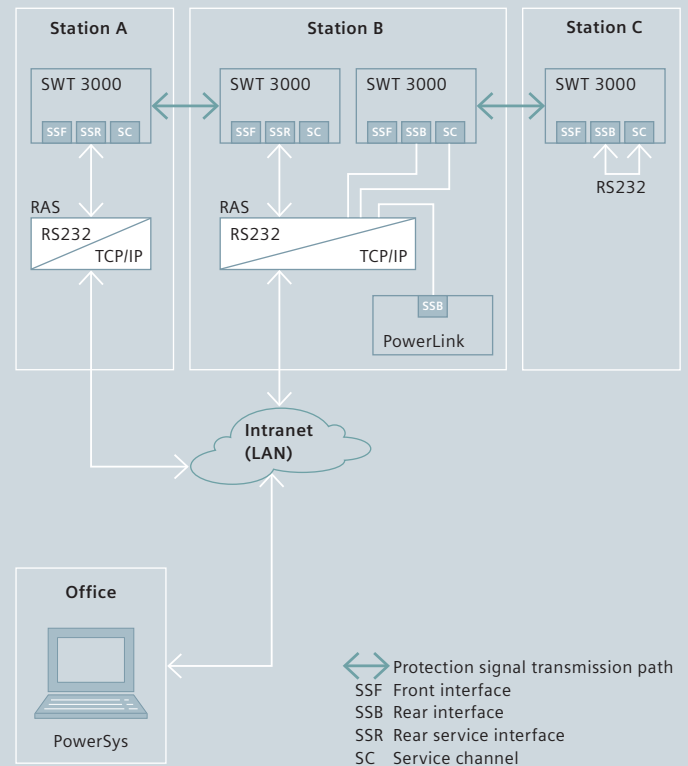 Station A
Station B
Station C
SWT 3000
SSF SSR SC
SWT 3000
SSF SSR SC
SWT 3000
SSF SSB SC
SWT 3000
SSF SSB SC
RS232
RAS
RS232
TCP/IP
RAS
RS232
TCP/IP
SSB
PowerLink
Intranet
(LAN)
Office
PowerSys
Protection signal transmission path
SSF Front interface
SSB Rear interface
SSR Rear service interface
SC Service channel